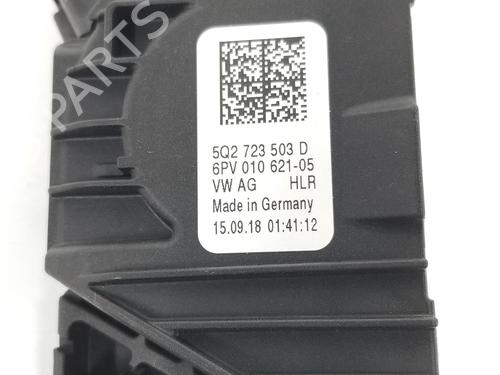 PARTS
5Q2 723 503 D
6PV 010 621-05
VW AG HLR
Made in Germany
15.09.18 01:41:12